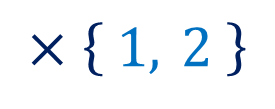 × { 1, 2 }